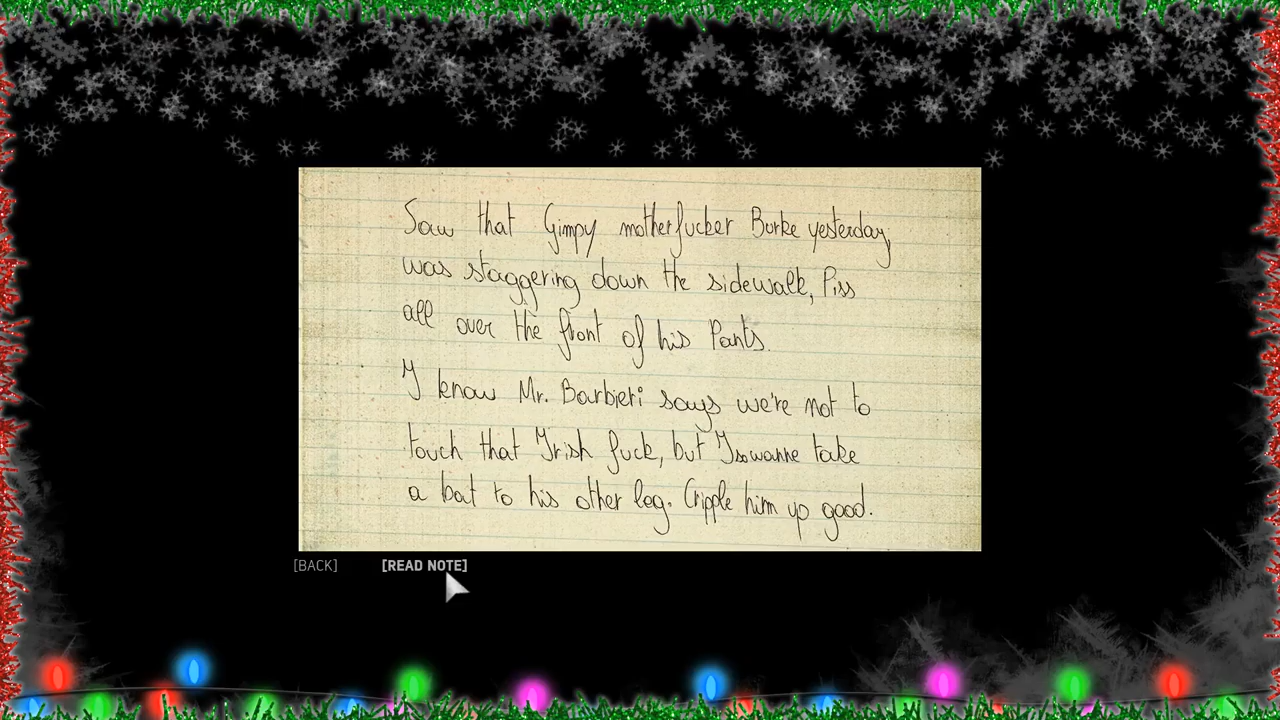 Saw that Gimpy motherfucker Burke yesterday
was staggering down the sidewalk, Piss
all over the front of his Pants.
I know Mr. Barbieri says we're not to
touch that Irish fuck, but Isowanne take
a bat to his other leg. Cripple him up good.
[BACK] [READ NOTE]